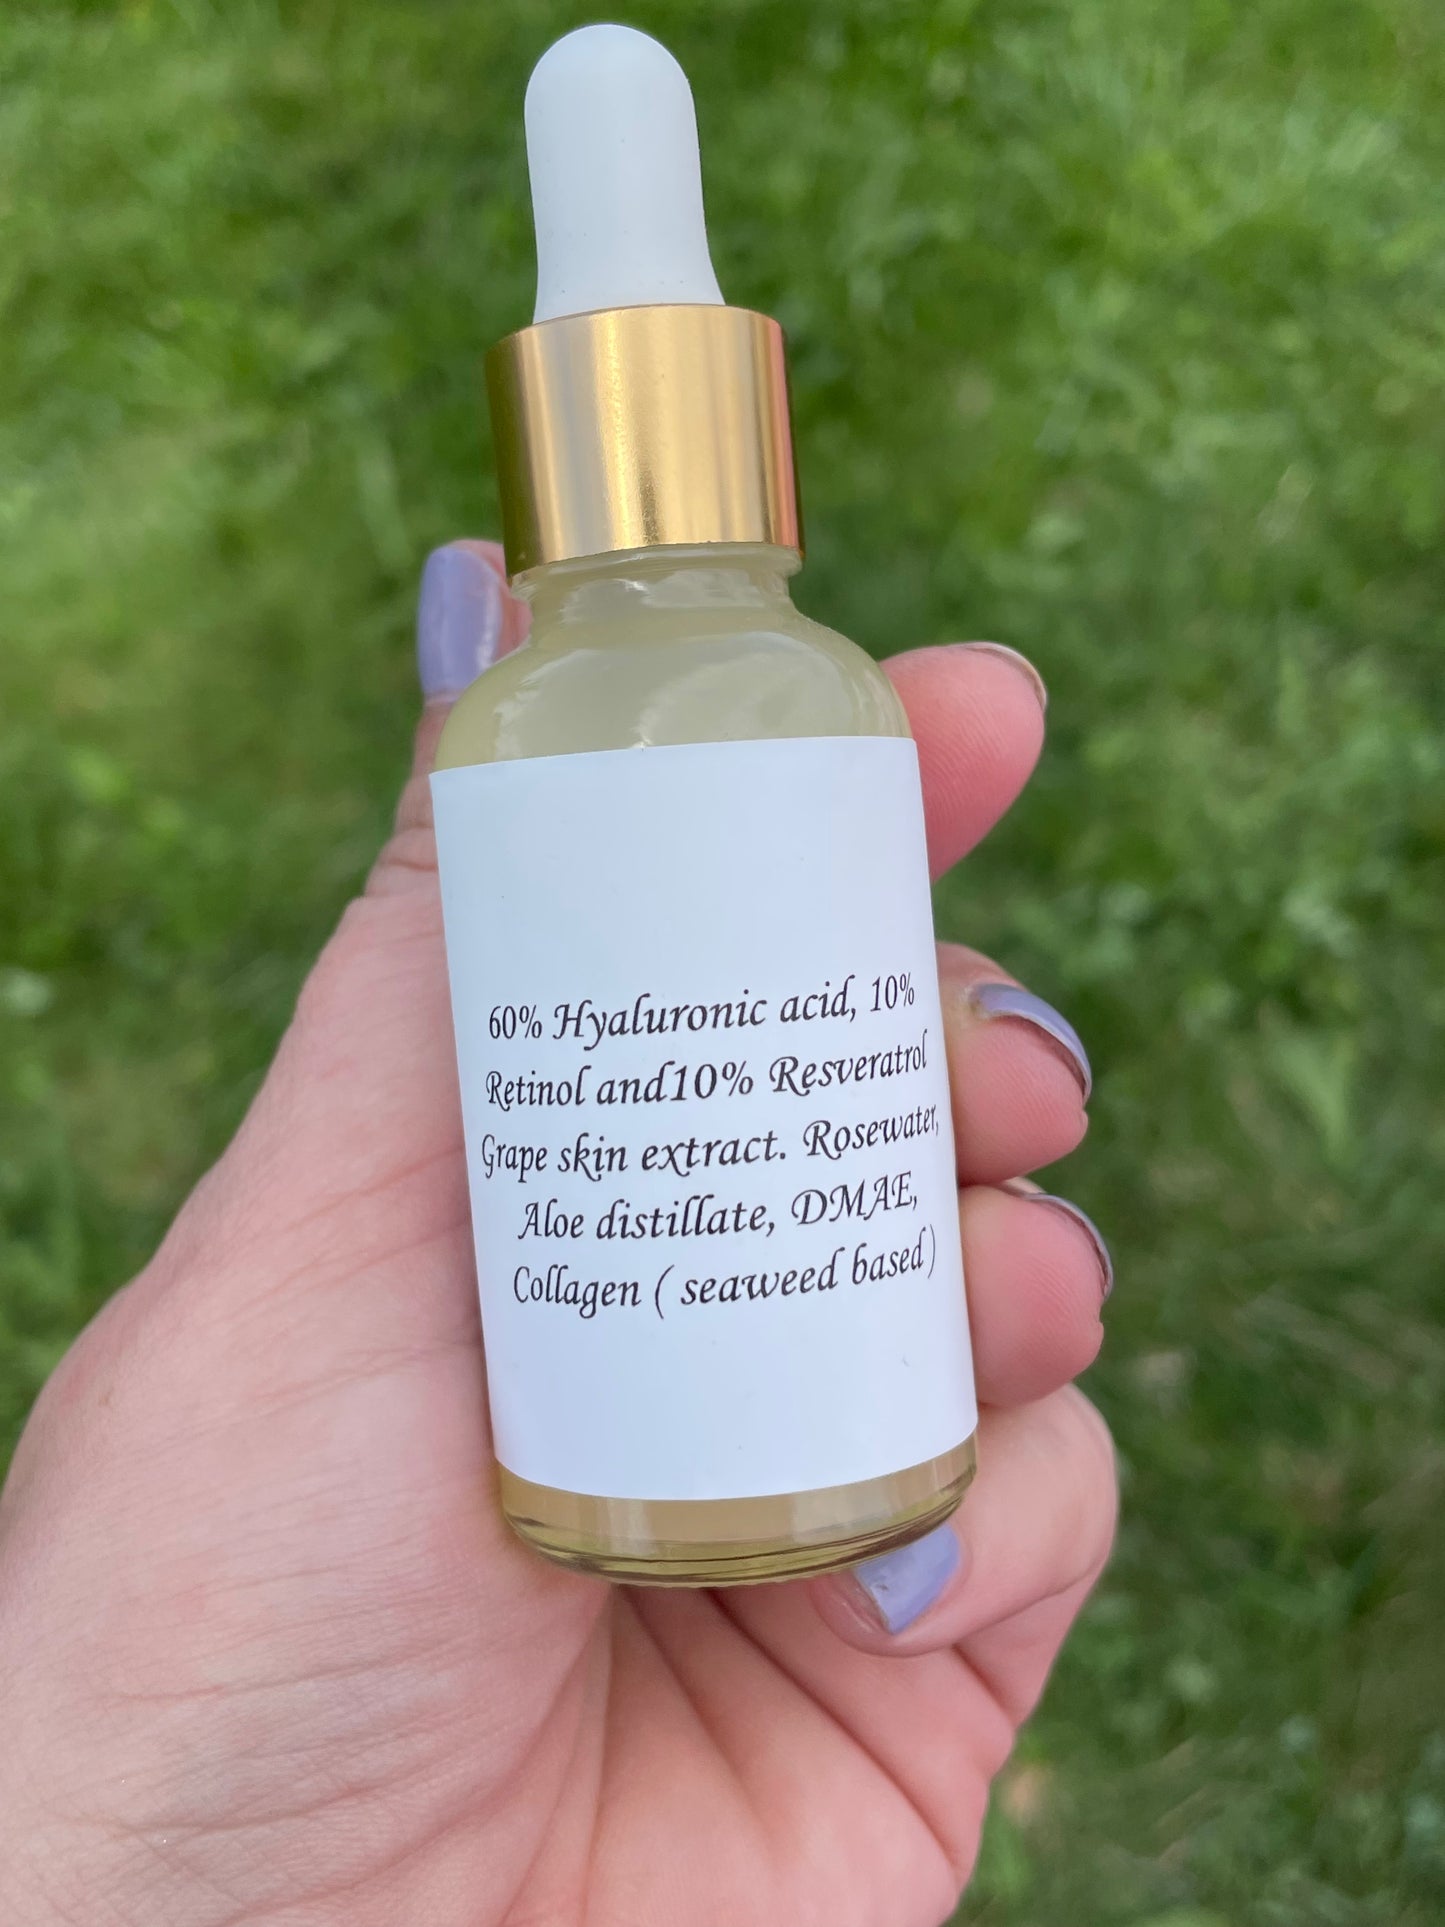 60% Hyaluronic acid, 10%
Retinol and10% Resveratrol
Grape skin extract. Rosewater,
Aloe distillate, DMAE,
Collagen ( seaweed based )